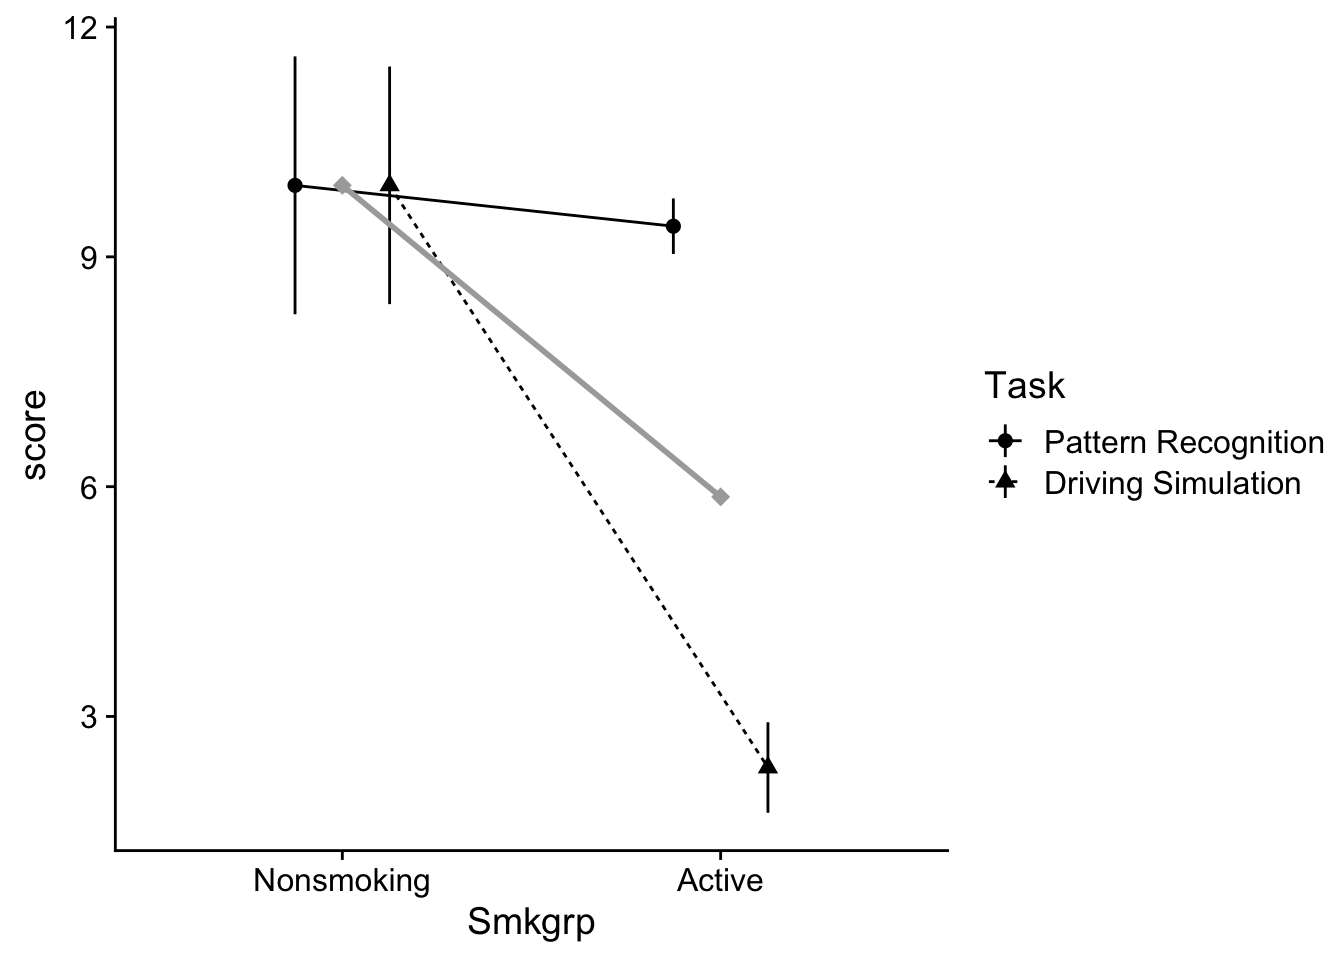 12
9
6
3
score
Nonsmoking
Active
Smkgrp
Task
Pattern Recognition
Driving Simulation